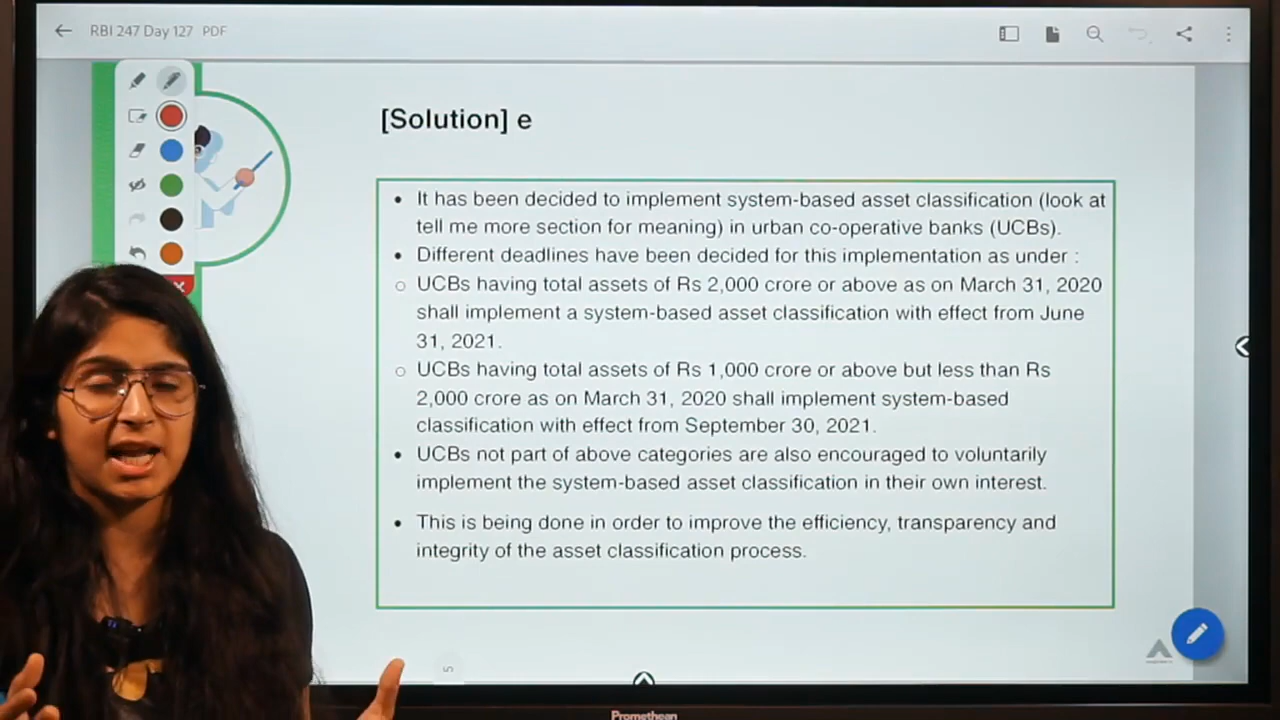 RBI 247 Day 127 PDF
[Solution] e
• It has been decided to implement system-based asset classification (look at
tell me more section for meaning) in urban co-operative banks (UCBs).
• Different deadlines have been decided for this implementation as under :
○ UCBs having total assets of Rs 2,000 crore or above as on March 31, 2020
shall implement a system-based asset classification with effect from June
31, 2021.
○ UCBs having total assets of Rs 1,000 crore or above but less than Rs
2,000 crore as on March 31, 2020 shall implement system-based
classification with effect from September 30, 2021.
• UCBs not part of above categories are also encouraged to voluntarily
implement the system-based asset classification in their own interest.
• This is being done in order to improve the efficiency, transparency and
integrity of the asset classification process.
5
Promethean